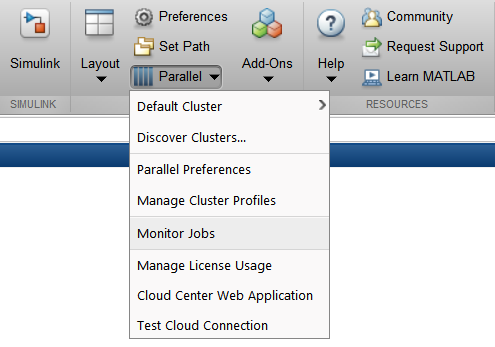 Preferences
Community
Set Path
Request Support
Simulink
Layout
Parallel
Add-Ons
Help
Learn MATLAB
SIMULINK
RESOURCES
Default Cluster
Discover Clusters...
Parallel Preferences
Manage Cluster Profiles
Monitor Jobs
Manage License Usage
Cloud Center Web Application
Test Cloud Connection